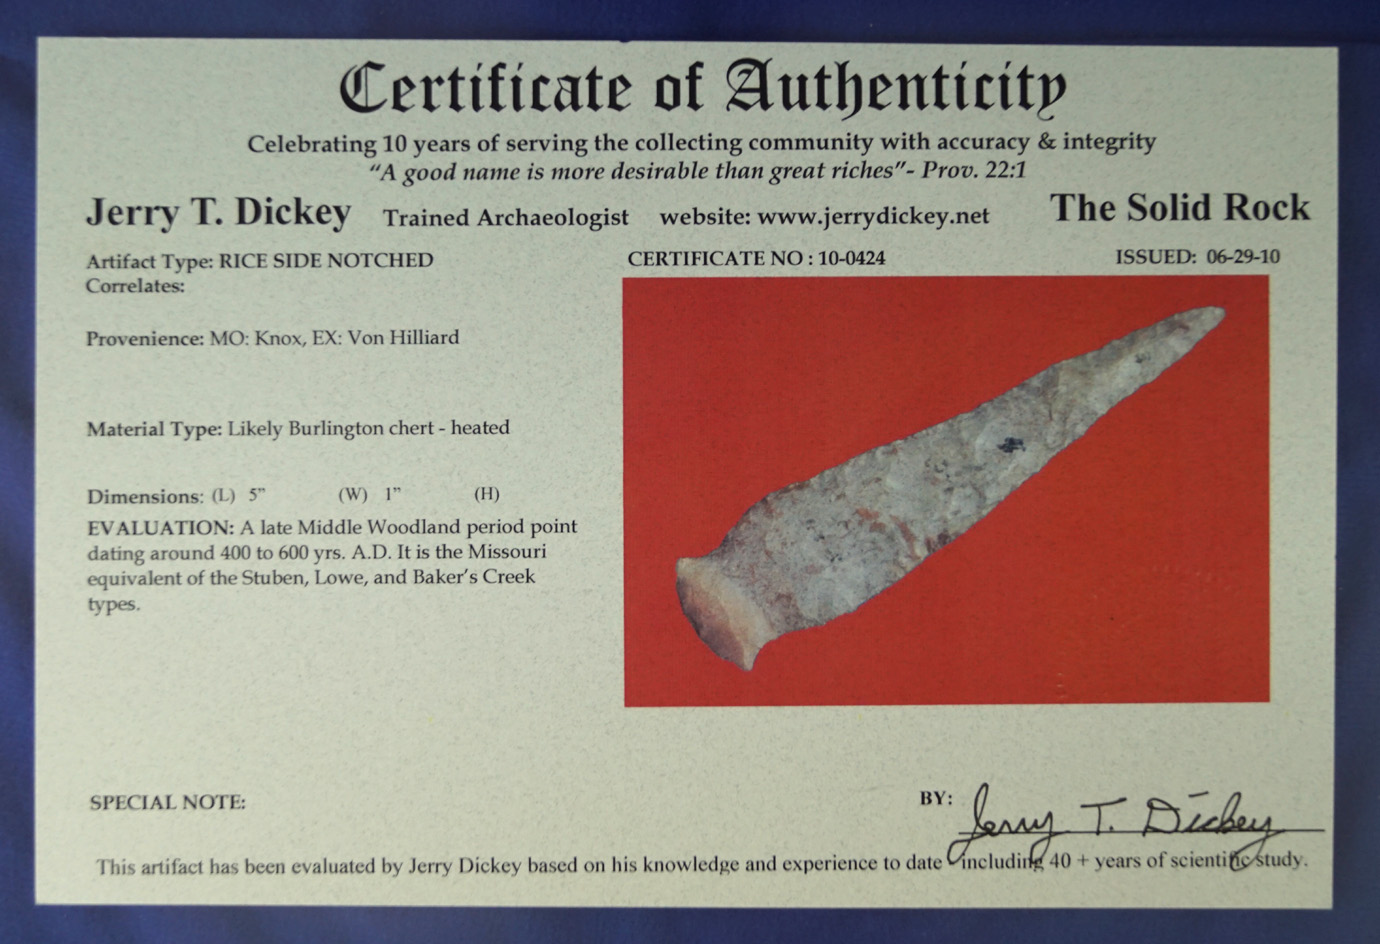 Certificate of Authenticity
Celebrating 10 years of serving the collecting community with accuracy & integrity
“A good name is more desirable than great riches”- Prov. 22:1
Jerry T. Dickey Trained Archaeologist website: www.jerrydickey.net The Solid Rock
Artifact Type: RICE SIDE NOTCHED
Correlates:
CERTIFICATE NO : 10-0424 ISSUED: 06-29-10
Provenience: MO: Knox, EX: Von Hilliard
Material Type: Likely Burlington chert - heated
Dimensions: (L) 5” (W) 1” (H)
EVALUATION: A late Middle Woodland period point
dating around 400 to 600 yrs. A.D. It is the Missouri
equivalent of the Stuben, Lowe, and Baker’s Creek
types.
SPECIAL NOTE:
BY: Jerry T. Dickey
This artifact has been evaluated by Jerry Dickey based on his knowledge and experience to date including 40 + years of scientific study.